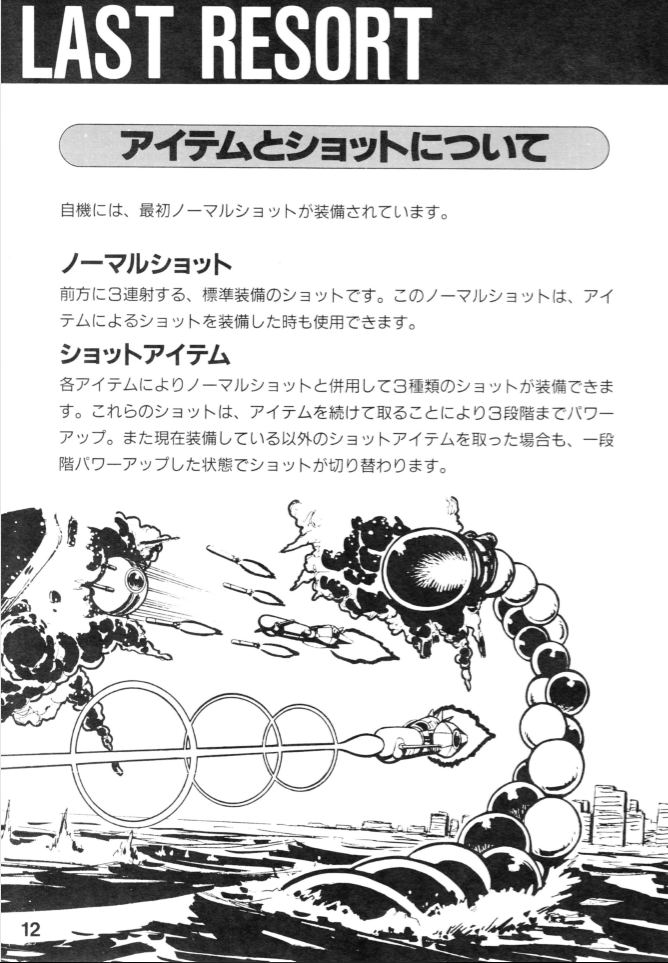 LAST RESORT
アイテムとショットについて
自機には、最初ノーマルショットが装備されています。
ノーマルショット
前方に3連射する、標準装備のショットです。このノーマルショットは、アイ
テムによるショットを装備した時も使用できます。
ショットアイテム
各アイテムによりノーマルショットと併用して3種類のショットが装備できま
す。これらのショットは、アイテムを続けて取ることにより3段階までパワー
アップ。また現在装備している以外のショットアイテムを取った場合も、一段
階パワーアップした状態でショットが切り替わります。
12